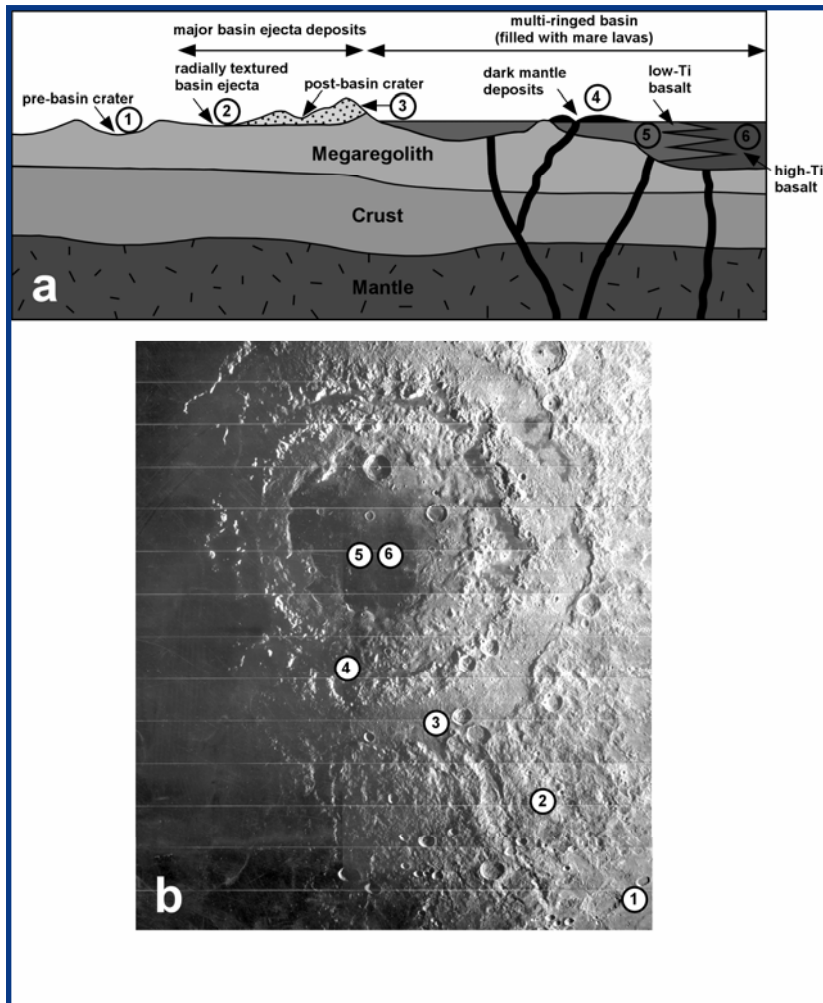 major basin ejecta deposits
multi-ringed basin
(filled with mare lavas)
radially textured
basin ejecta
pre-basin crater
1
2
post-basin crater
3
dark mantle
deposits
4
low-Ti
basalt
5
6
high-Ti
basalt
Megaregolith
Crust
Mantle
a
5
6
4
3
2
1
b